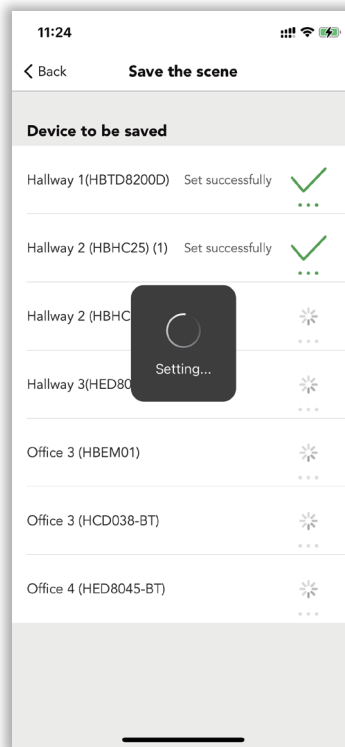 11:24
Back Save the scene
Device to be saved
Hallway 1(HBTD8200D) Set successfully
Hallway 2 (HBHC25) (1) Set successfully
Hallway 2 (HBHC
Setting...
Hallway 3(HED80
Office 3 (HBEM01)
Office 3 (HCD038-BT)
Office 4 (HED8045-BT)